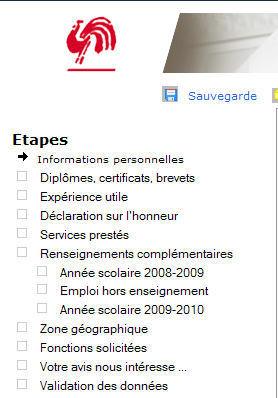 Sauvegarde
Etapes
Informations personnelles
Diplômes, certificats, brevets
Expérience utile
Déclaration sur l'honneur
Services prestés
Renseignements complémentaires
Année scolaire 2008-2009
Emploi hors enseignement
Année scolaire 2009-2010
Zone géographique
Fonctions solicitées
Votre avis nous intéresse ...
Validation des données